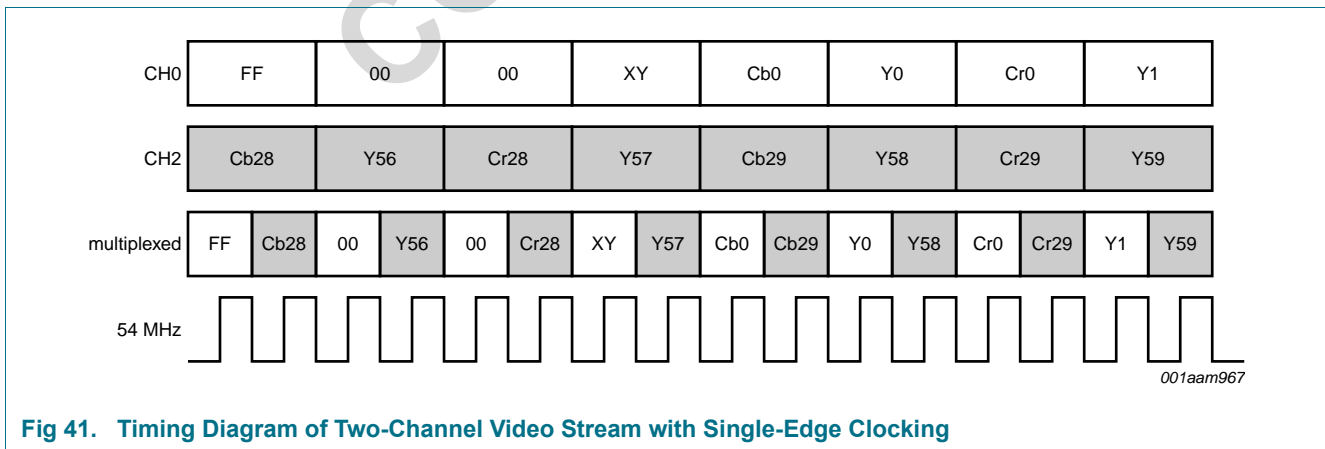 CH0 FF 00 00 XY Cb0 Y0 Cr0 Y1
CH2 Cb28 Y56 Cr28 Y57 Cb29 Y58 Cr29 Y59
multiplexed FF Cb28 00 Y56 00 Cr28 XY Y57 Cb0 Cb29 Y0 Y58 Cr0 Cr29 Y1 Y59
54 MHz
001aam967
Fig 41. Timing Diagram of Two-Channel Video Stream with Single-Edge Clocking